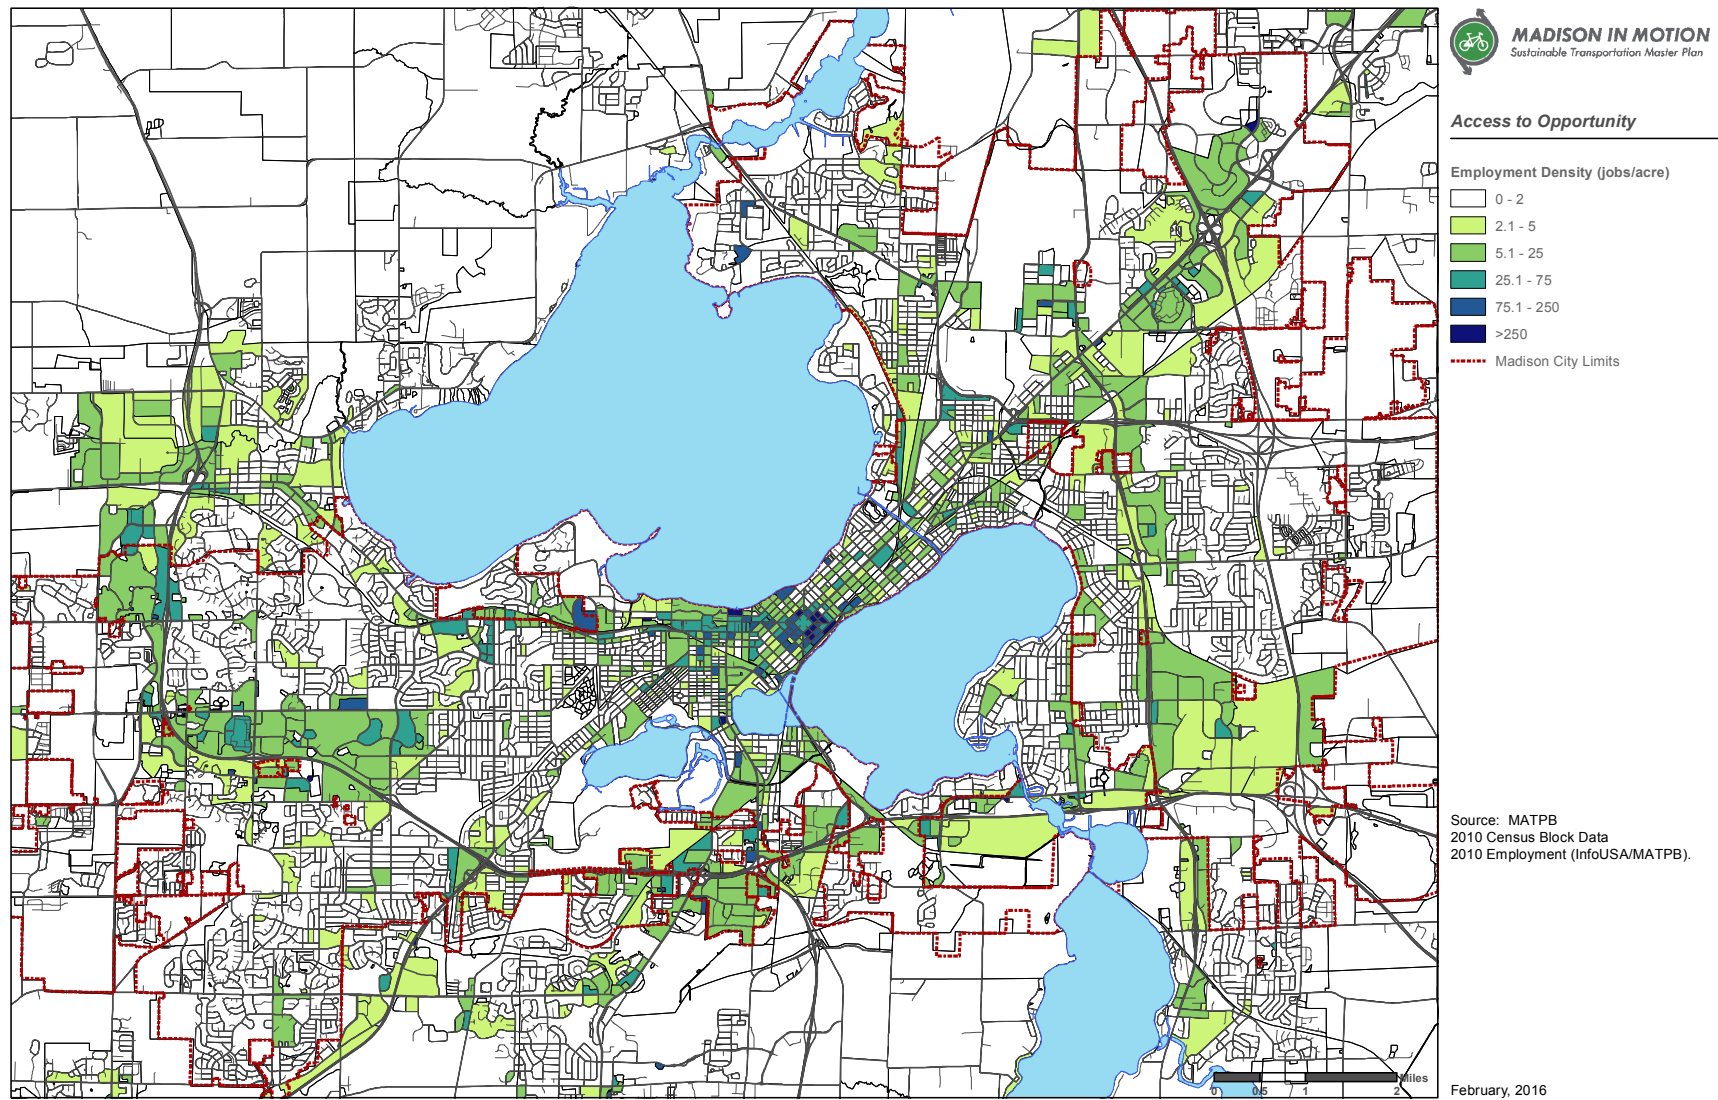 MADISON IN MOTION
Sustainable Transportation Master Plan
Access to Opportunity
Employment Density (jobs/acre)
0 - 2
2.1 - 5
5.1 - 25
25.1 - 75
75.1 - 250
>250
Madison City Limits
Source: MATPB
2010 Census Block Data
2010 Employment (InfoUSA/MATPB).
Miles
0 0.5 1 2
February, 2016